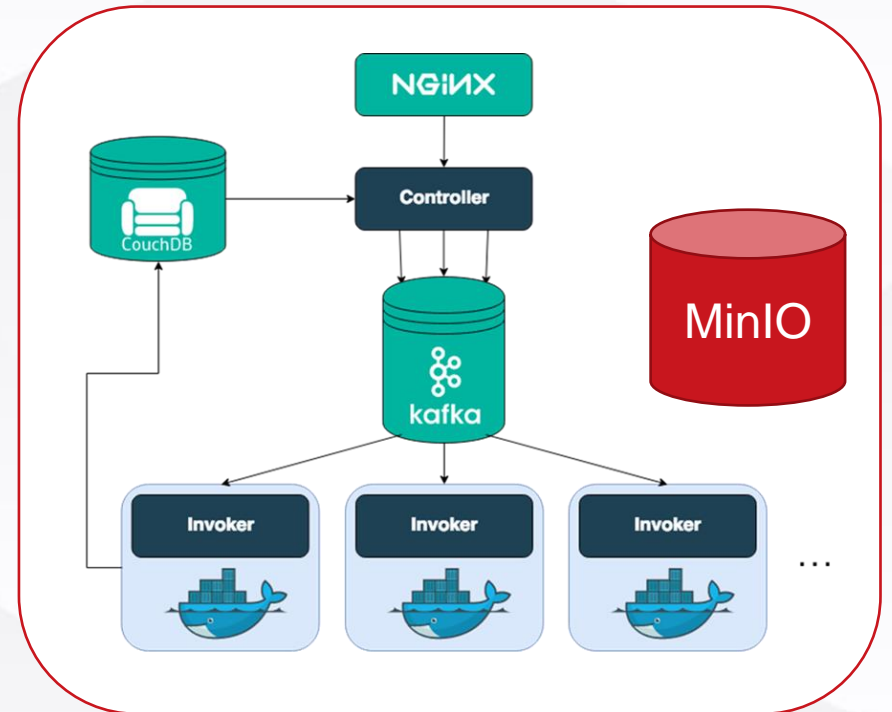 NGINX
Controller
CouchDB
MinIO
kafka
Invoker
Invoker
Invoker
...